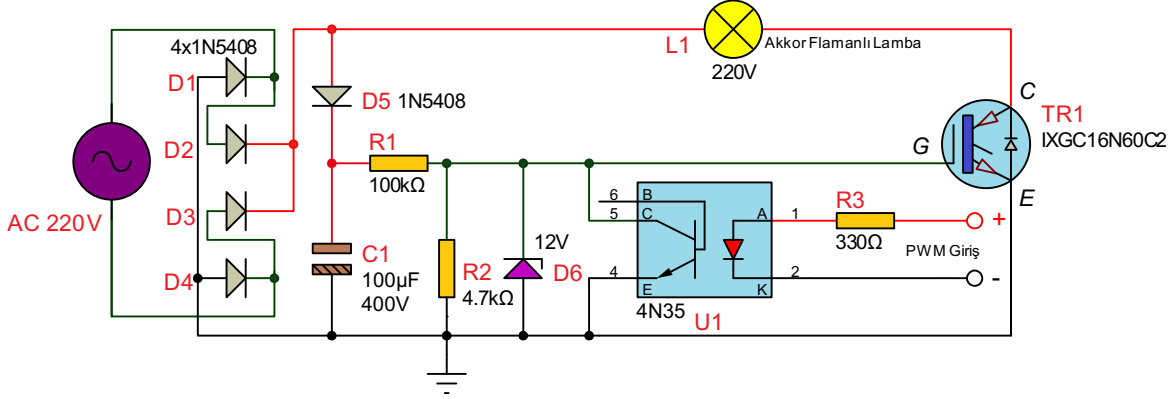 4x1N5408
D1
D2
D3
D4
AC 220V
D5 1N5408
R1
100kΩ
C1
100µF
400V
R2
4.7kΩ
12V
D6
6
B
5
C
4
E
A
1
K
2
4N35
U1
R3
330Ω
+
PWM Giriş
-
L1
Akkor Flamanlı Lamba
220V
C
G
E
TR1
IXGC16N60C2